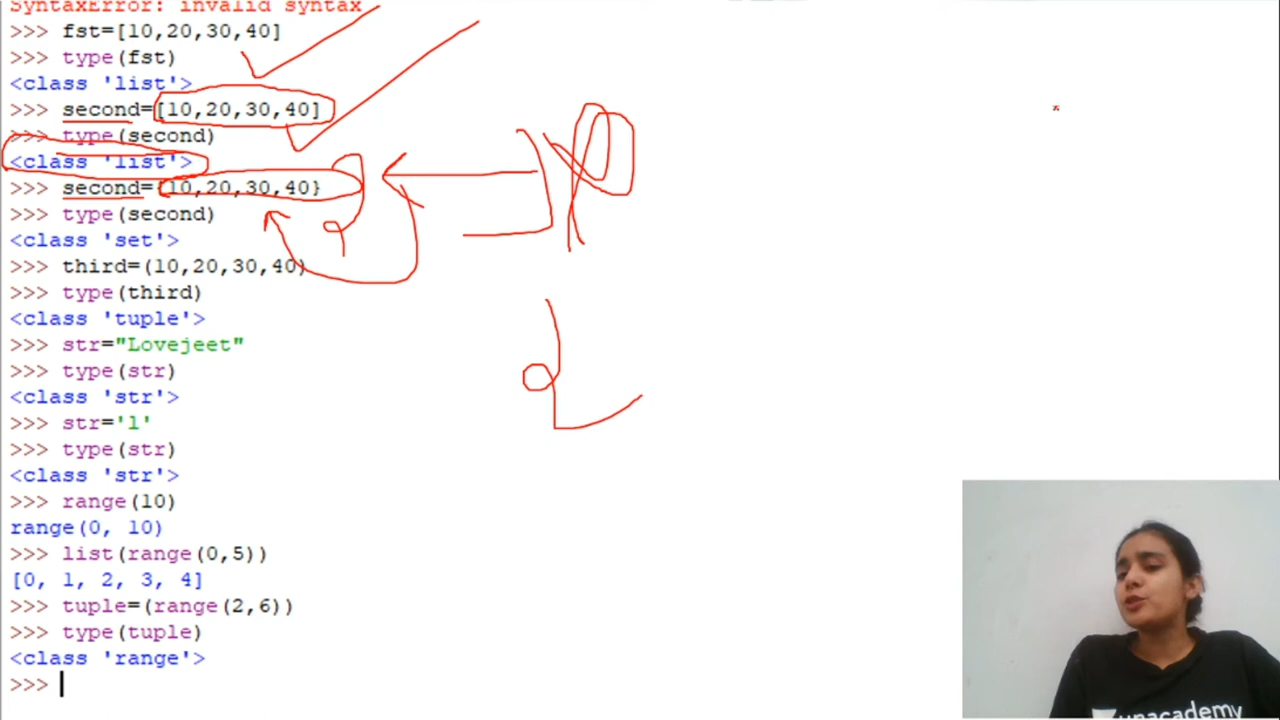 SyntaxError: invalid syntax
>>> fst=[10,20,30,40]
>>> type(fst)
<class 'list'>
>>> second=[10,20,30,40]
>>> type(second)
<class 'list'>
>>> second={10,20,30,40}
>>> type(second)
<class 'set'>
>>> third=(10,20,30,40)
>>> type(third)
<class 'tuple'>
>>> str="Lovejeet"
>>> type(str)
<class 'str'>
>>> str='l'
>>> type(str)
<class 'str'>
>>> range(10)
range(0, 10)
>>> list(range(0,5))
[0, 1, 2, 3, 4]
>>> tuple=(range(2,6))
>>> type(tuple)
<class 'range'>
>>>
unacademy